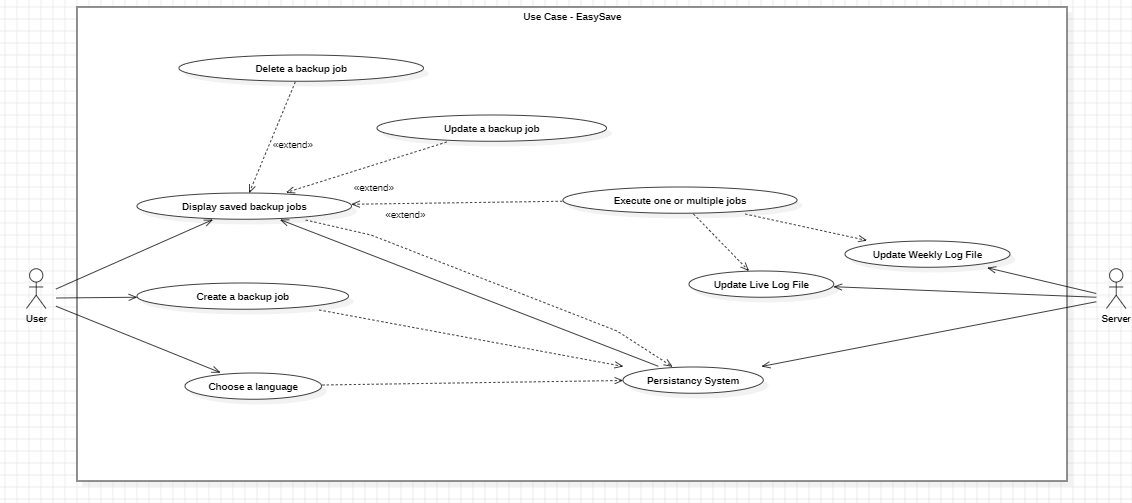 Use Case - EasySave
Delete a backup job
Update a backup job
«extend»
«extend»
Display saved backup jobs
Execute one or multiple jobs
«extend»
Update Weekly Log File
Update Live Log File
Create a backup job
User
Server
Persistancy System
Choose a language